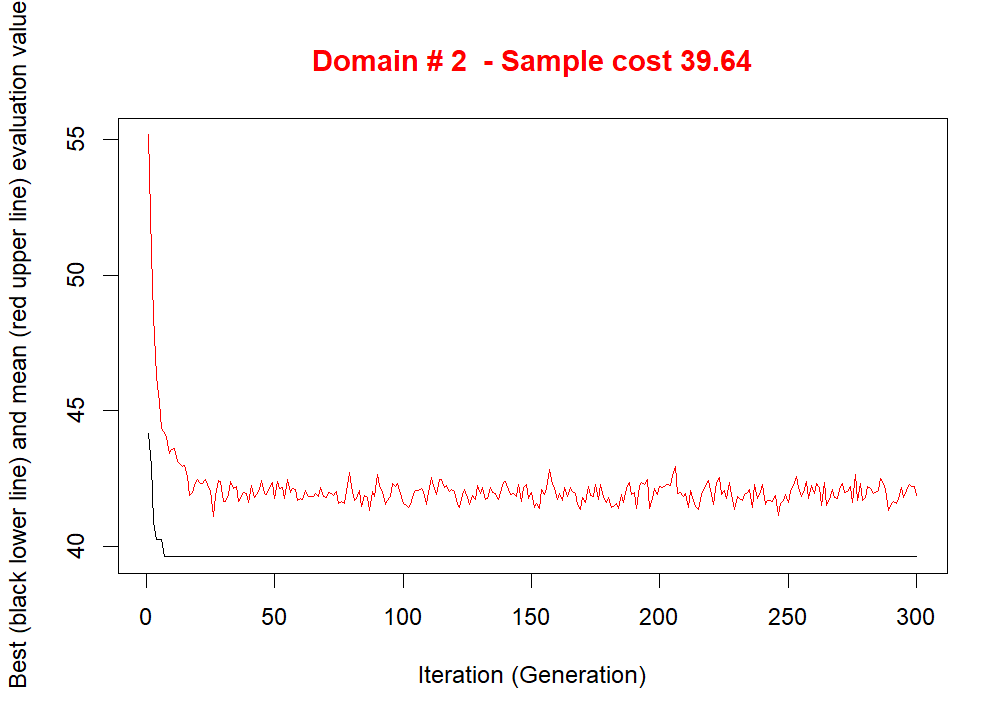 Domain # 2  - Sample cost 39.64
Best (black lower line) and mean (red upper line) evaluation value
55
50
45
40
0 50 100 150 200 250 300
Iteration (Generation)